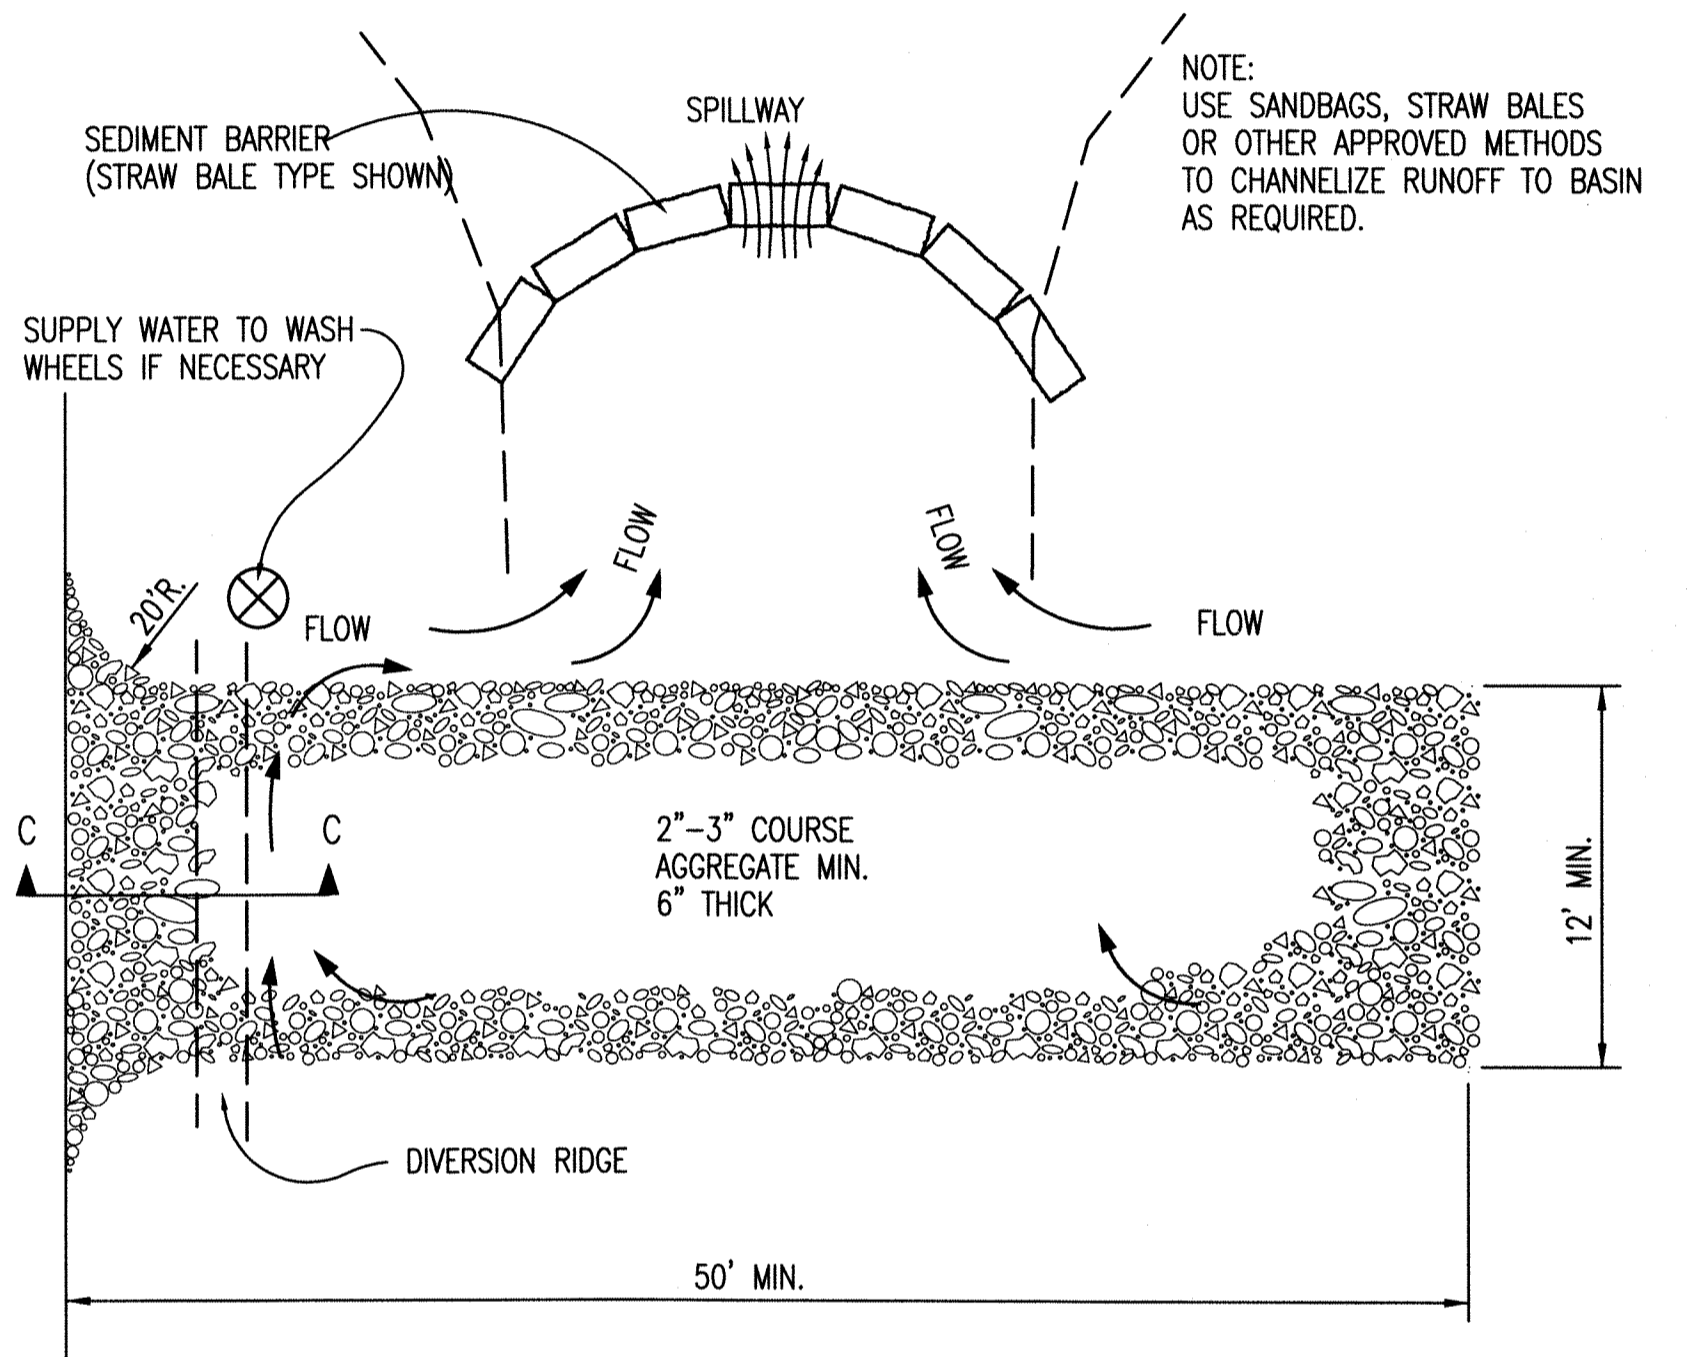 SPILLWAY
NOTE:
USE SANDBAGS, STRAW BALES
OR OTHER APPROVED METHODS
TO CHANNELIZE RUNOFF TO BASIN
AS REQUIRED.
SEDIMENT BARRIER
(STRAW BALE TYPE SHOWN)
SUPPLY WATER TO WASH
WHEELS IF NECESSARY
FLOW
FLOW
20'R.
FLOW
FLOW
C
C
2"-3" COURSE
AGGREGATE MIN.
6" THICK
12' MIN.
DIVERSION RIDGE
50' MIN.